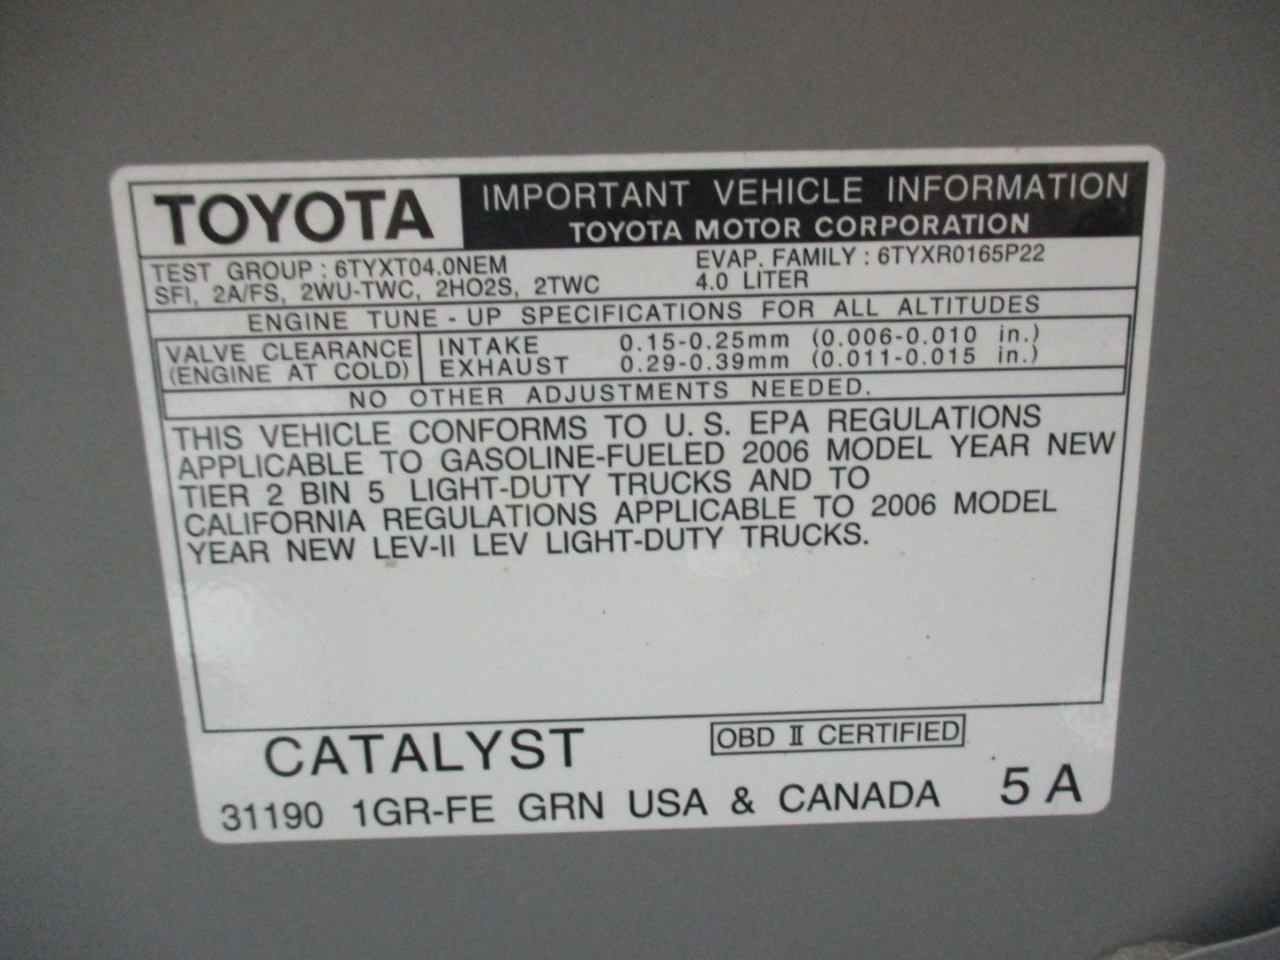 TOYOTA IMPORTANT VEHICLE INFORMATION
TOYOTA MOTOR CORPORATION
TEST GROUP : 6TYXT04.0NEM EVAP. FAMILY : 6TYXR0165P22
SFI, 2A/FS, 2WU-TWC, 2HO2S, 2TWC 4.0 LITER
ENGINE TUNE - UP SPECIFICATIONS FOR ALL ALTITUDES
VALVE CLEARANCE INTAKE 0.15-0.25mm (0.006-0.010 in.)
(ENGINE AT COLD) EXHAUST 0.29-0.39mm (0.011-0.015 in.)
NO OTHER ADJUSTMENTS NEEDED.
THIS VEHICLE CONFORMS TO U. S. EPA REGULATIONS
APPLICABLE TO GASOLINE-FUELED 2006 MODEL YEAR NEW
TIER 2 BIN 5 LIGHT-DUTY TRUCKS AND TO
CALIFORNIA REGULATIONS APPLICABLE TO 2006 MODEL
YEAR NEW LEV-II LEV LIGHT-DUTY TRUCKS.
CATALYST OBD II CERTIFIED
31190 1GR-FE GRN USA & CANADA 5 A